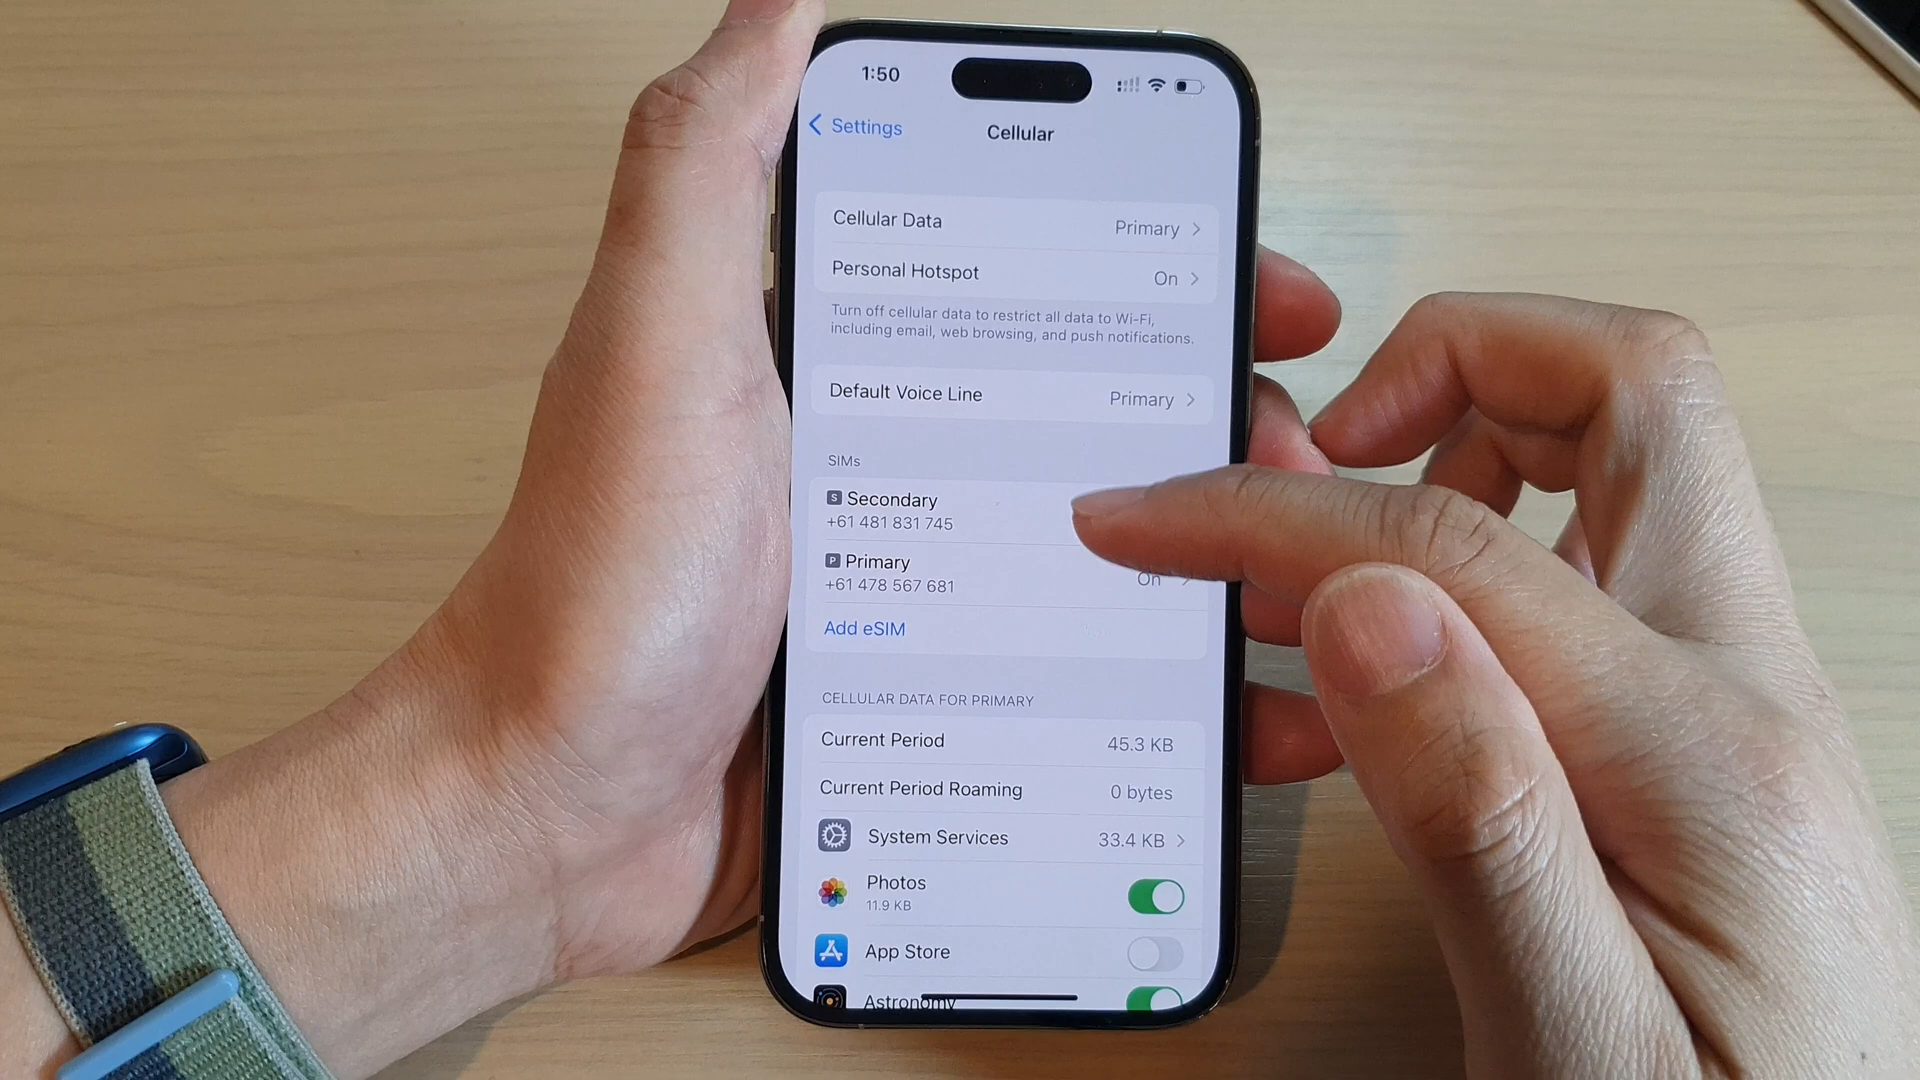 1:50
Settings
Cellular
Cellular Data Primary
Personal Hotspot On
Turn off cellular data to restrict all data to Wi-Fi,
including email, web browsing, and push notifications.
Default Voice Line Primary
SIMs
S Secondary
+61 481 831 745
P Primary
+61 478 567 681
On
Add eSIM
CELLULAR DATA FOR PRIMARY
Current Period 45.3 KB
Current Period Roaming 0 bytes
System Services 33.4 KB
Photos
11.9 KB
App Store
Astronomy